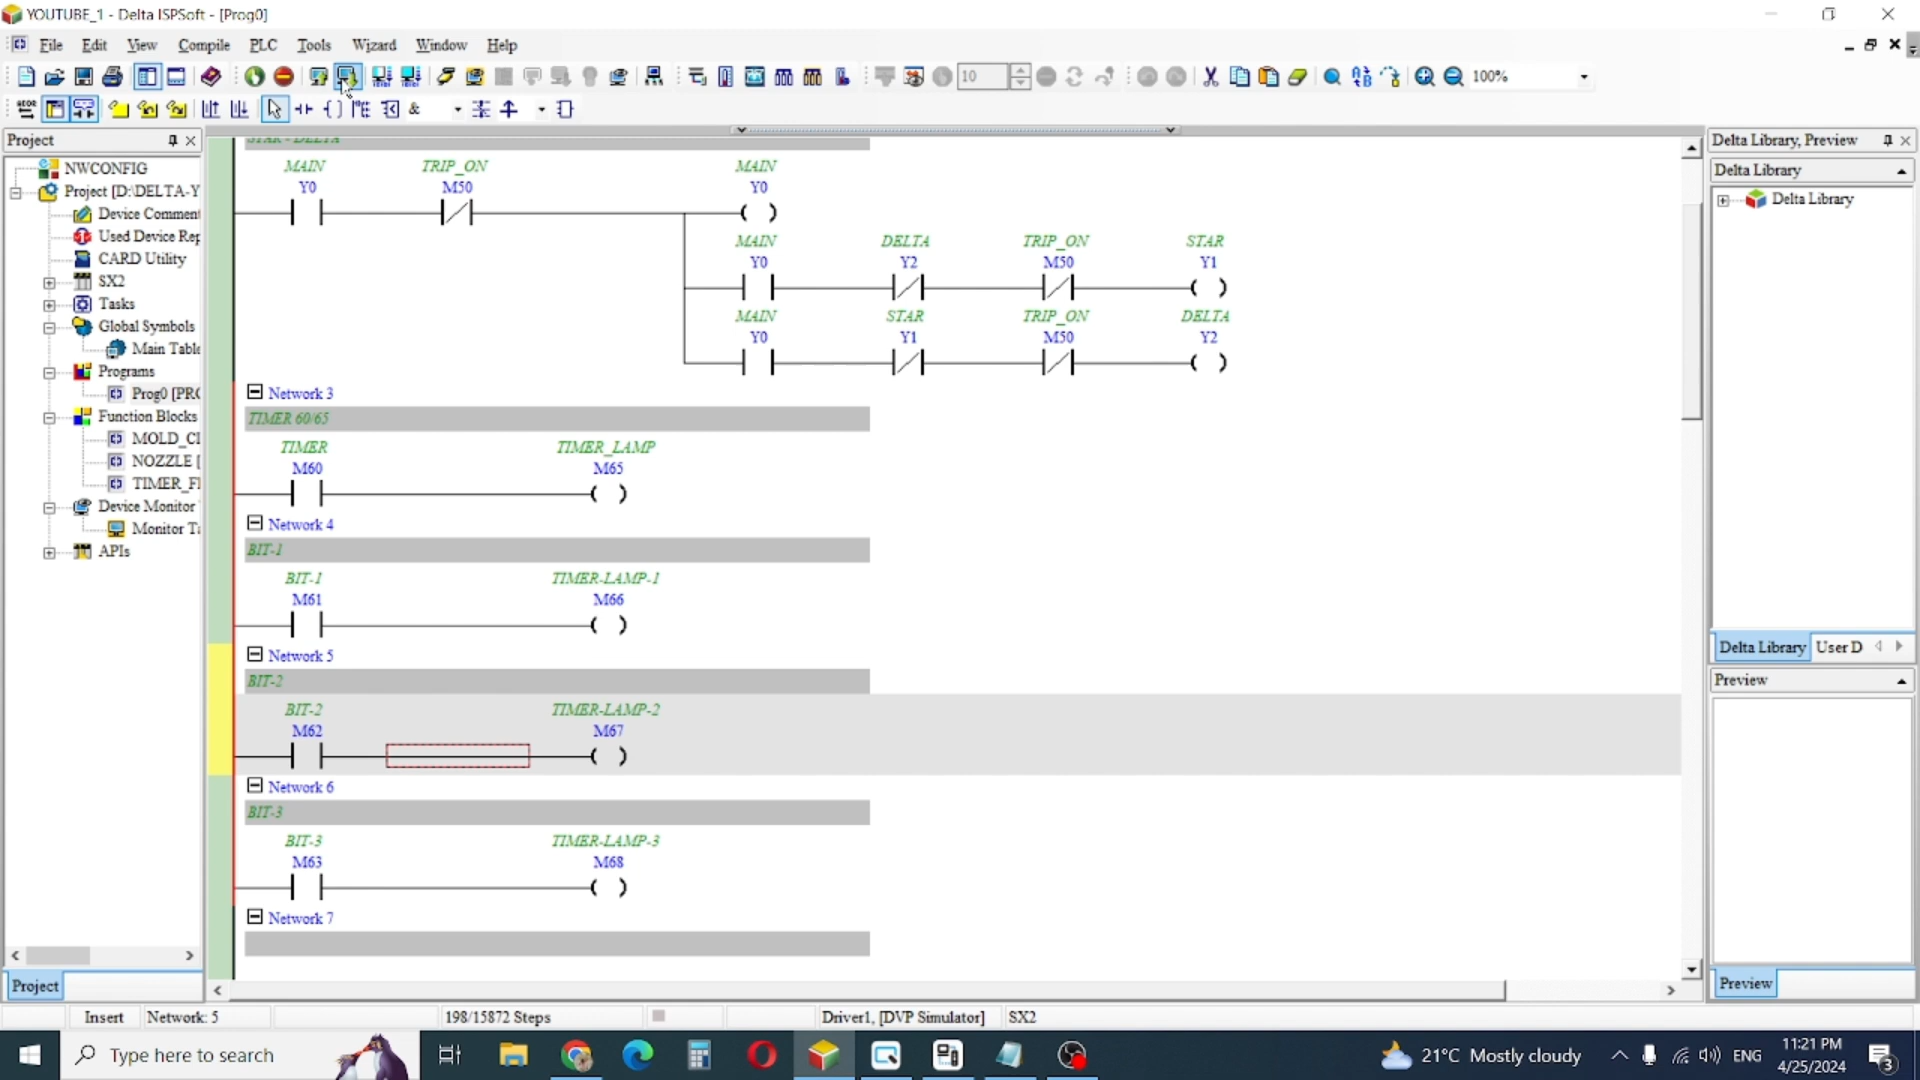 YOUTUBE_1 - Delta ISPSoft - [Prog0]
File Edit View Compile PLC Tools Wizard Window Help
10
100%
&
Project
NWCONFIG
Project [D:\DELTA-Y
Device Comment
Used Device Rep
CARD Utility
SX2
Tasks
Global Symbols
Main Table
Programs
Prog0 [PRO
Function Blocks
MOLD_CI
NOZZLE [
TIMER_FI
Device Monitor
Monitor Ta
APIs
Project
STAR - DELTA
MAIN TRIP_ON MAIN
Y0 M50 Y0
MAIN DELTA TRIP_ON STAR
Y0 Y2 M50 Y1
MAIN STAR TRIP_ON DELTA
Y0 Y1 M50 Y2
Network 3
TIMER 60/65
TIMER TIMER_LAMP
M60 M65
Network 4
BIT-1
BIT-1 TIMER-LAMP-1
M61 M66
Network 5
BIT-2
BIT-2 TIMER-LAMP-2
M62 M67
Network 6
BIT-3
BIT-3 TIMER-LAMP-3
M63 M68
Network 7
Delta Library, Preview
Delta Library
Delta Library
Delta Library User D
Preview
Preview
Insert Network: 5 198/15872 Steps Driver1, [DVP Simulator] SX2
Type here to search
21°C Mostly cloudy
ENG
11:21 PM
4/25/2024
3